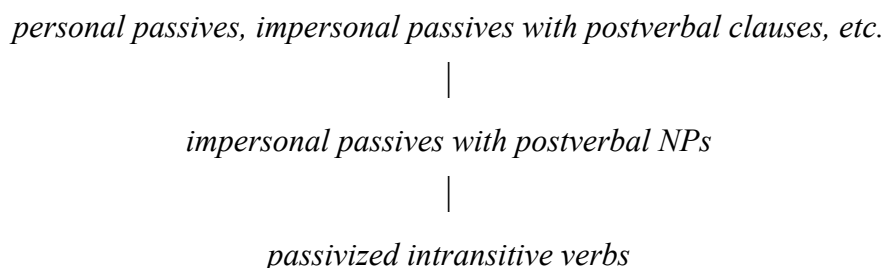 personal passives, impersonal passives with postverbal clauses, etc.
impersonal passives with postverbal NPs
passivized intransitive verbs